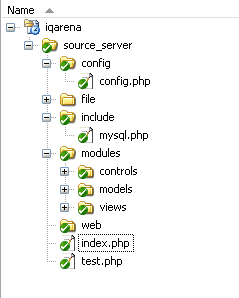 Name
iqarena
source_server
config
config.php
file
include
mysql.php
modules
controls
models
views
web
index.php
test.php